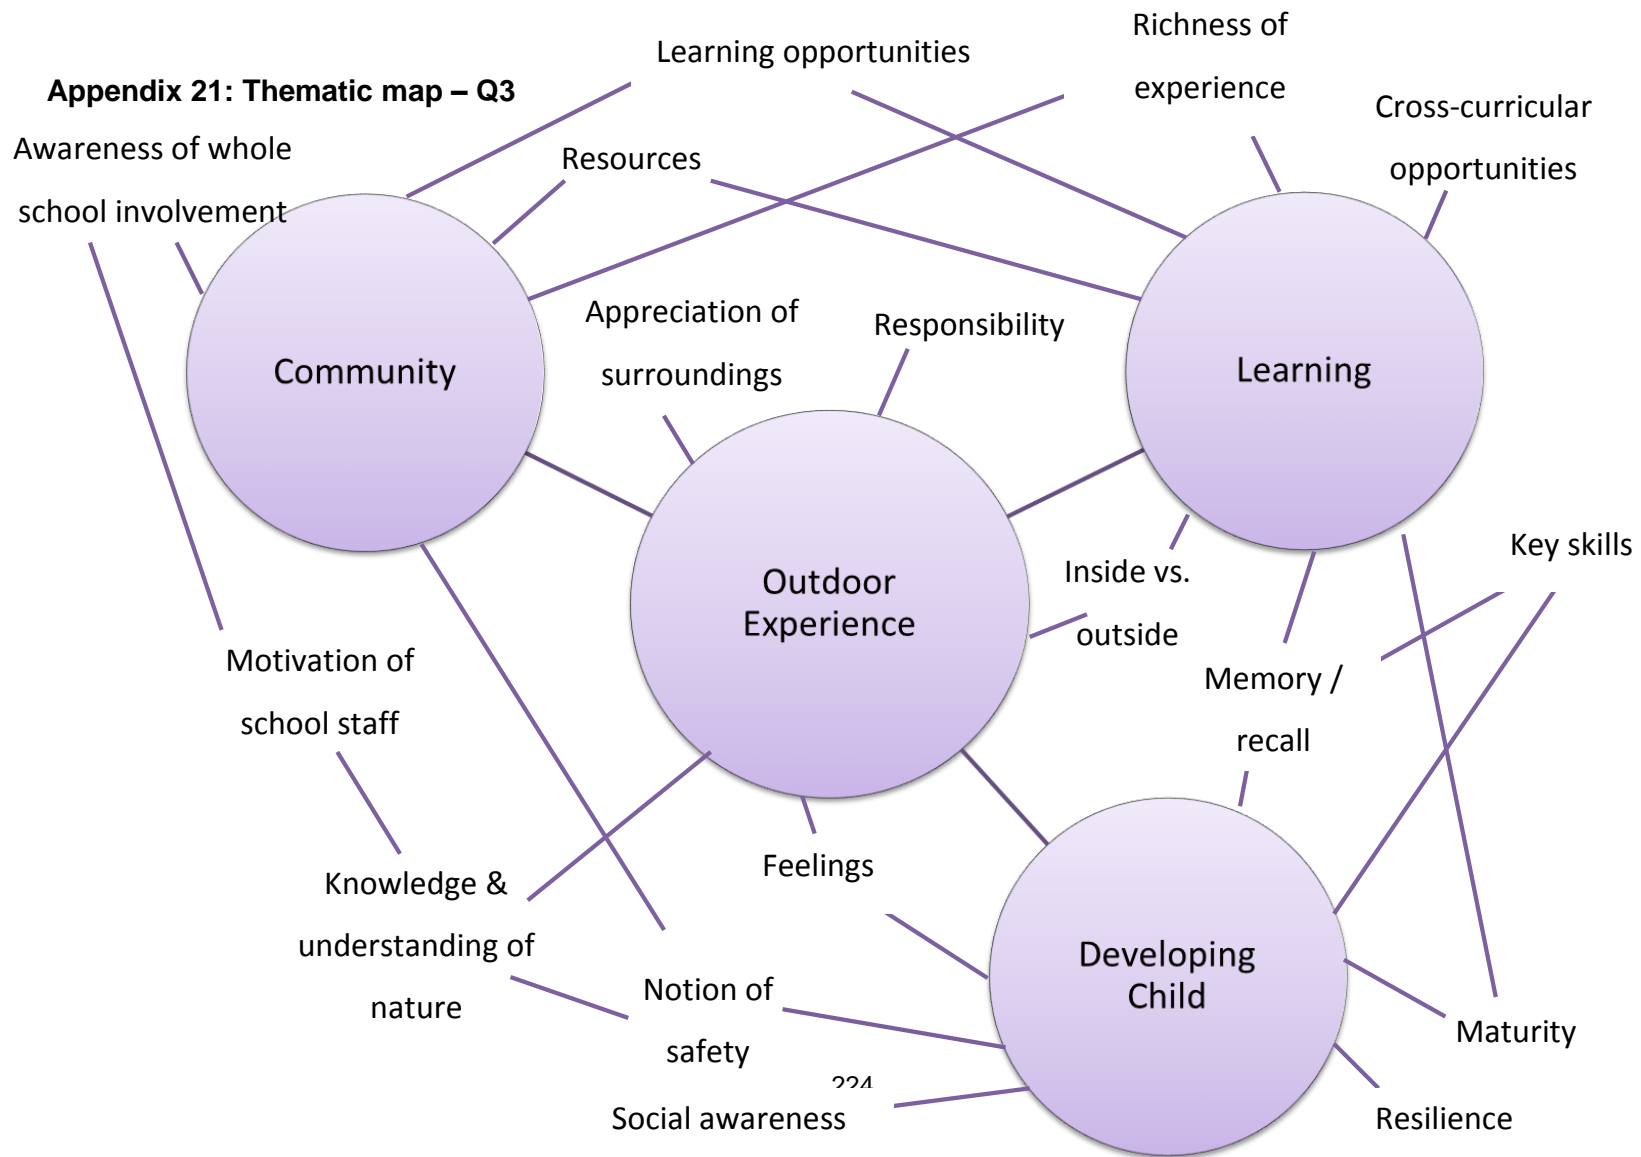 Richness of
experience
Learning opportunities
Appendix 21: Thematic map – Q3
Cross-curricular
opportunities
Awareness of whole
school involvement
Resources
Appreciation of
surroundings
Responsibility
Community
Learning
Key skills
Outdoor
Experience
Inside vs.
outside
Motivation of
school staff
Memory /
recall
Feelings
Knowledge &
understanding of
nature
Developing
Child
Notion of
safety
Maturity
224
Social awareness
Resilience